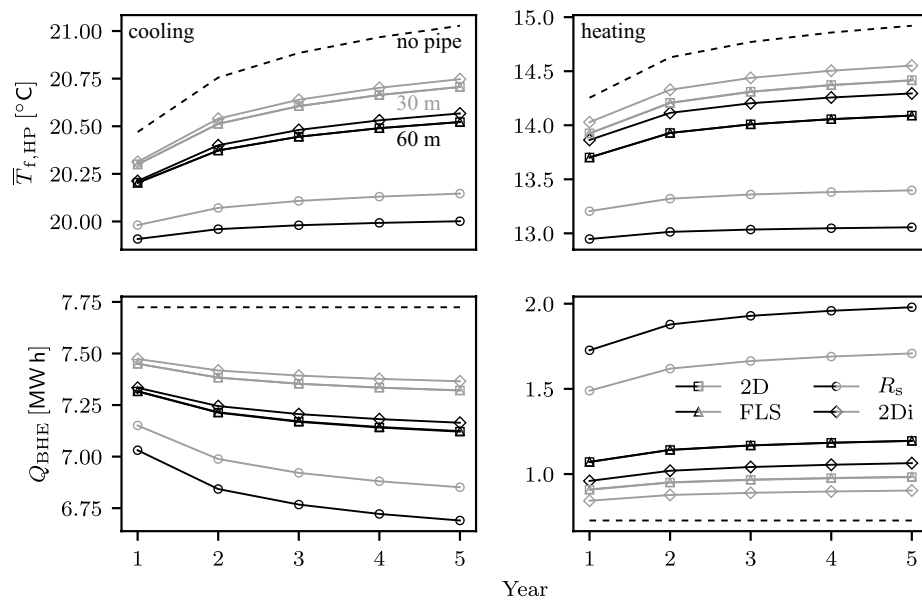 cooling
no pipe
30 m
60 m
21.00
20.75
20.50
20.25
20.00
T̅f,HP [°C]
heating
15.0
14.5
14.0
13.5
13.0
7.75
7.50
7.25
7.00
6.75
QBHE [MW h]
1 2 3 4 5
2.0
1.5
1.0
2D Rs
FLS 2Di
1 2 3 4 5
Year